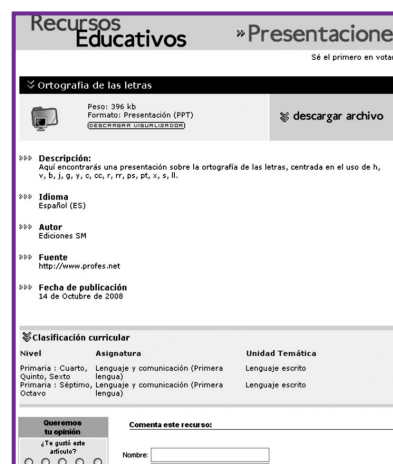 Recursos
Educativos
» Presentacione
Sé el primero en votar
Ortografía de las letras
Peso: 396 kb
Formato: Presentación (PPT)
DESCARGAR VISUALIZADOR
descargar archivo
Descripción:
Aquí encontrarás una presentación sobre la ortografía de las letras, centrada en el uso de h,
v, b, j, g, y, c, cc, r, rr, ps, pt, x, s, ll.
Idioma
Español (ES)
Autor
Ediciones SM
Fuente
http://www.profes.net
Fecha de publicación
14 de Octubre de 2008
Clasificación curricular
Nivel Asignatura Unidad Temática
Primaria : Cuarto, Lenguaje y comunicación (Primera Lenguaje escrito
Quinto, Sexto lengua)
Primaria : Séptimo, Lenguaje y comunicación (Primera Lenguaje escrito
Octavo lengua)
Queremos
tu opinión
Comenta este recurso:
¿Te gustó este
artículo?
Nombre: